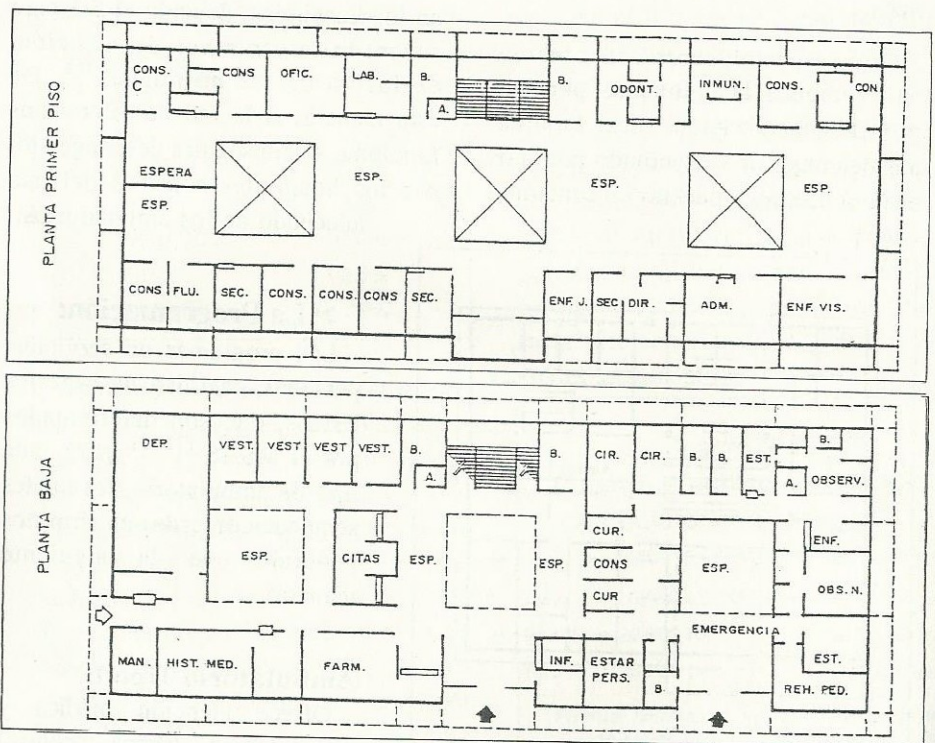 PLANTA PRIMER PISO
CONS. CONS OFIC. LAB. B. B. ODONT. INMUN. CONS. CON.
C A.
ESPERA ESP. ESP. ESP.
ESP.
CONS FLU. SEC. CONS. CONS. CONS SEC. ENF. J. SEC DIR. ADM. ENF. VIS.
PLANTA BAJA
DEP. VEST. VEST VEST VEST. B. B. CIR. CIR. B. B. EST. B.
A. A. OBSERV.
CUR. ENF.
ESP. CITAS ESP. ESP. CONS ESP.
CUR OBS. N.
EMERGENCIA
MAN. HIST. MED. FARM. INF. ESTAR EST.
PERS. B. REH. PED.